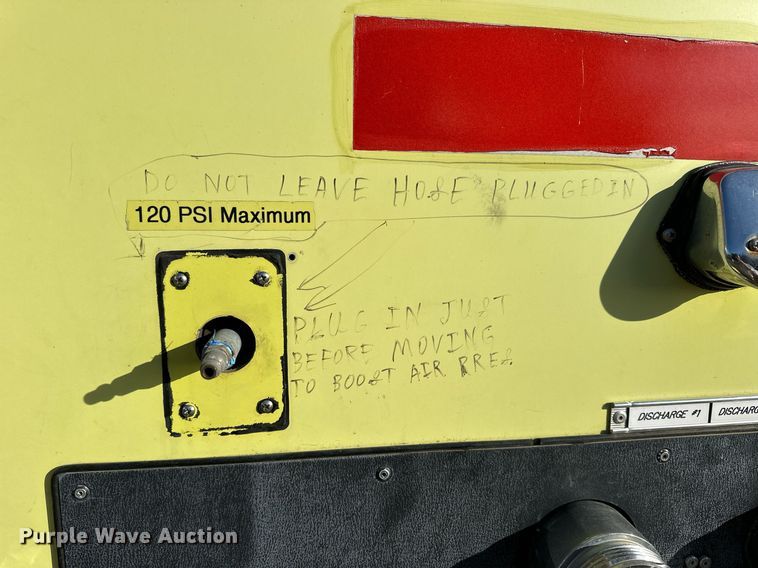 DO NOT LEAVE HOSE PLUGGED IN
120 PSI Maximum
PLUG IN JUST
BEFORE MOVING
TO BOOST AIR PRES
DISCHARGE #1
DISCHARG
Purple Wave Auction